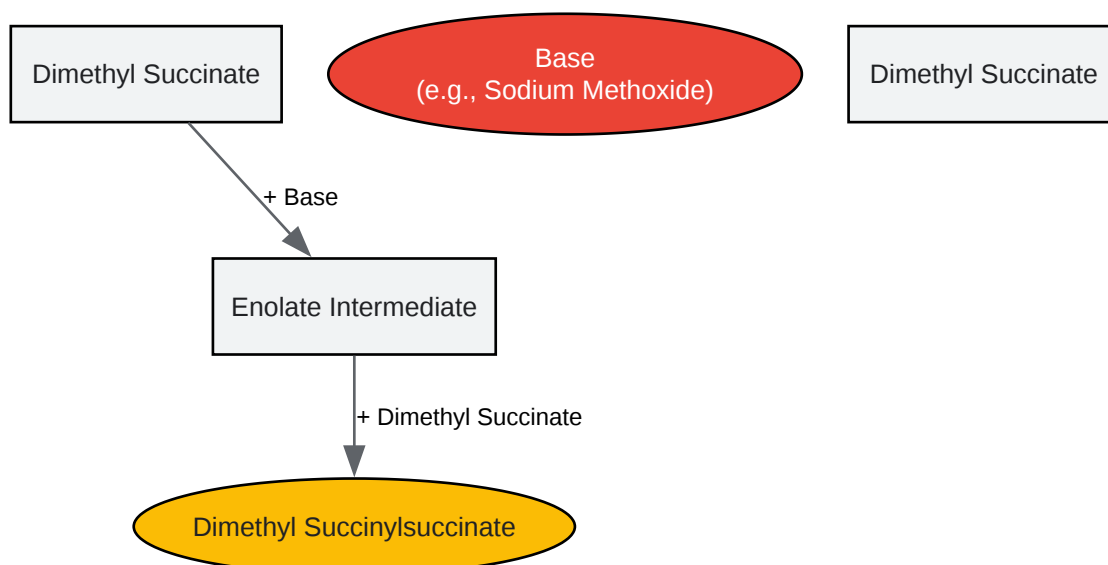 Dimethyl Succinate
Base
(e.g., Sodium Methoxide)
Dimethyl Succinate
+ Base
Enolate Intermediate
+ Dimethyl Succinate
Dimethyl Succinylsuccinate